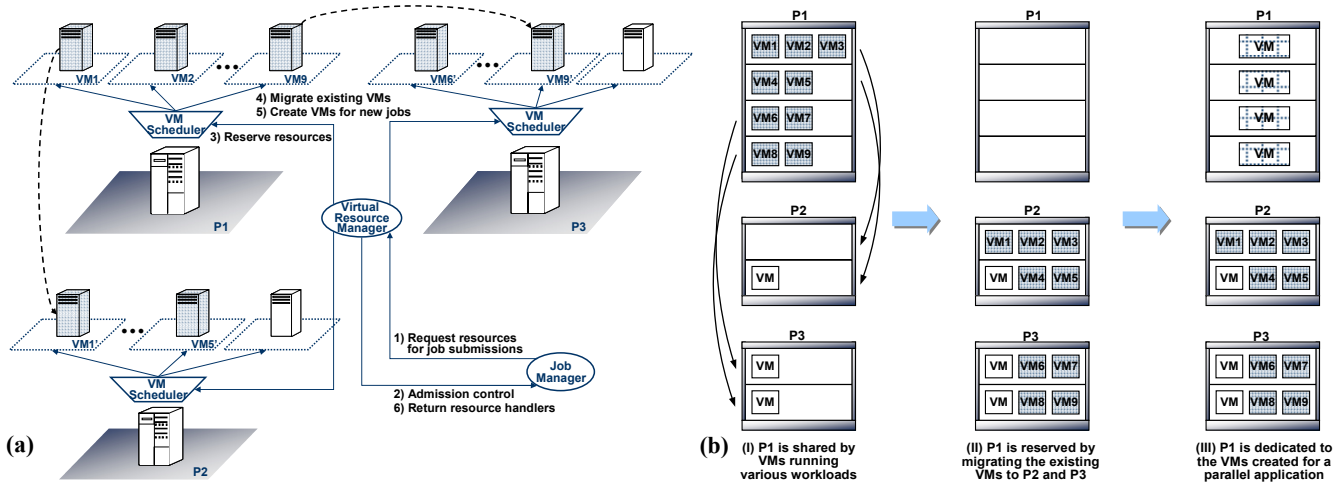 VM1
VM2
VM9
VM6'
VM9'
4) Migrate existing VMs
5) Create VMs for new jobs
VM
Scheduler
VM
Scheduler
3) Reserve resources
P1
Virtual
Resource
Manager
P3
VM1'
VM5'
1) Request resources
for job submissions
VM
Scheduler
Job
Manager
2) Admission control
6) Return resource handlers
(a)
P2
P1
VM1 VM2 VM3
VM4 VM5
VM6 VM7
VM8 VM9
P2
VM
P3
VM
VM
(b)
(I) P1 is shared by
VMs running
various workloads
P1
P2
VM1 VM2 VM3
VM VM4 VM5
P3
VM VM6 VM7
VM VM8 VM9
(II) P1 is reserved by
migrating the existing
VMs to P2 and P3
P1
VM
VM
VM
VM
P2
VM1 VM2 VM3
VM VM4 VM5
P3
VM VM6 VM7
VM VM8 VM9
(III) P1 is dedicated to
the VMs created for a
parallel application